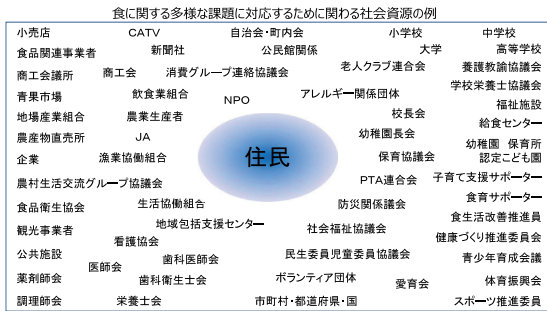 食に関する多様な課題に対応するために関わる社会資源の例
小売店 CATV 自治会・町内会 小学校 中学校
食品関連事業者 新聞社 公民館関係 大学 高等学校
商工会議所 商工会 消費グループ連絡協議会 老人クラブ連合会 養護教諭協議会
青果市場 飲食業組合 NPO アレルギー関係団体 学校栄養士協議会
地場産業組合 農業生産者 校長会 福祉施設
給食センター
農産物直売所 JA 幼稚園長会 幼稚園 保育所
企業 漁業協働組合 住民 保育協議会 認定こども園
農村生活交流グループ協議会 PTA連合会 子育て支援サポーター
食品衛生協会 生活協働組合 防災関係協議会 食育サポーター
観光事業者 地域包括支援センター 社会福祉協議会 食生活改善推進員
看護協会 健康づくり推進委員会
公共施設 歯科医師会 民生委員児童委員協議会 青少年育成会議
薬剤師会 医師会 歯科衛生士会 ボランティア団体 愛育会 体育振興会
調理師会 栄養士会 市町村・都道府県・国 スポーツ推進委員